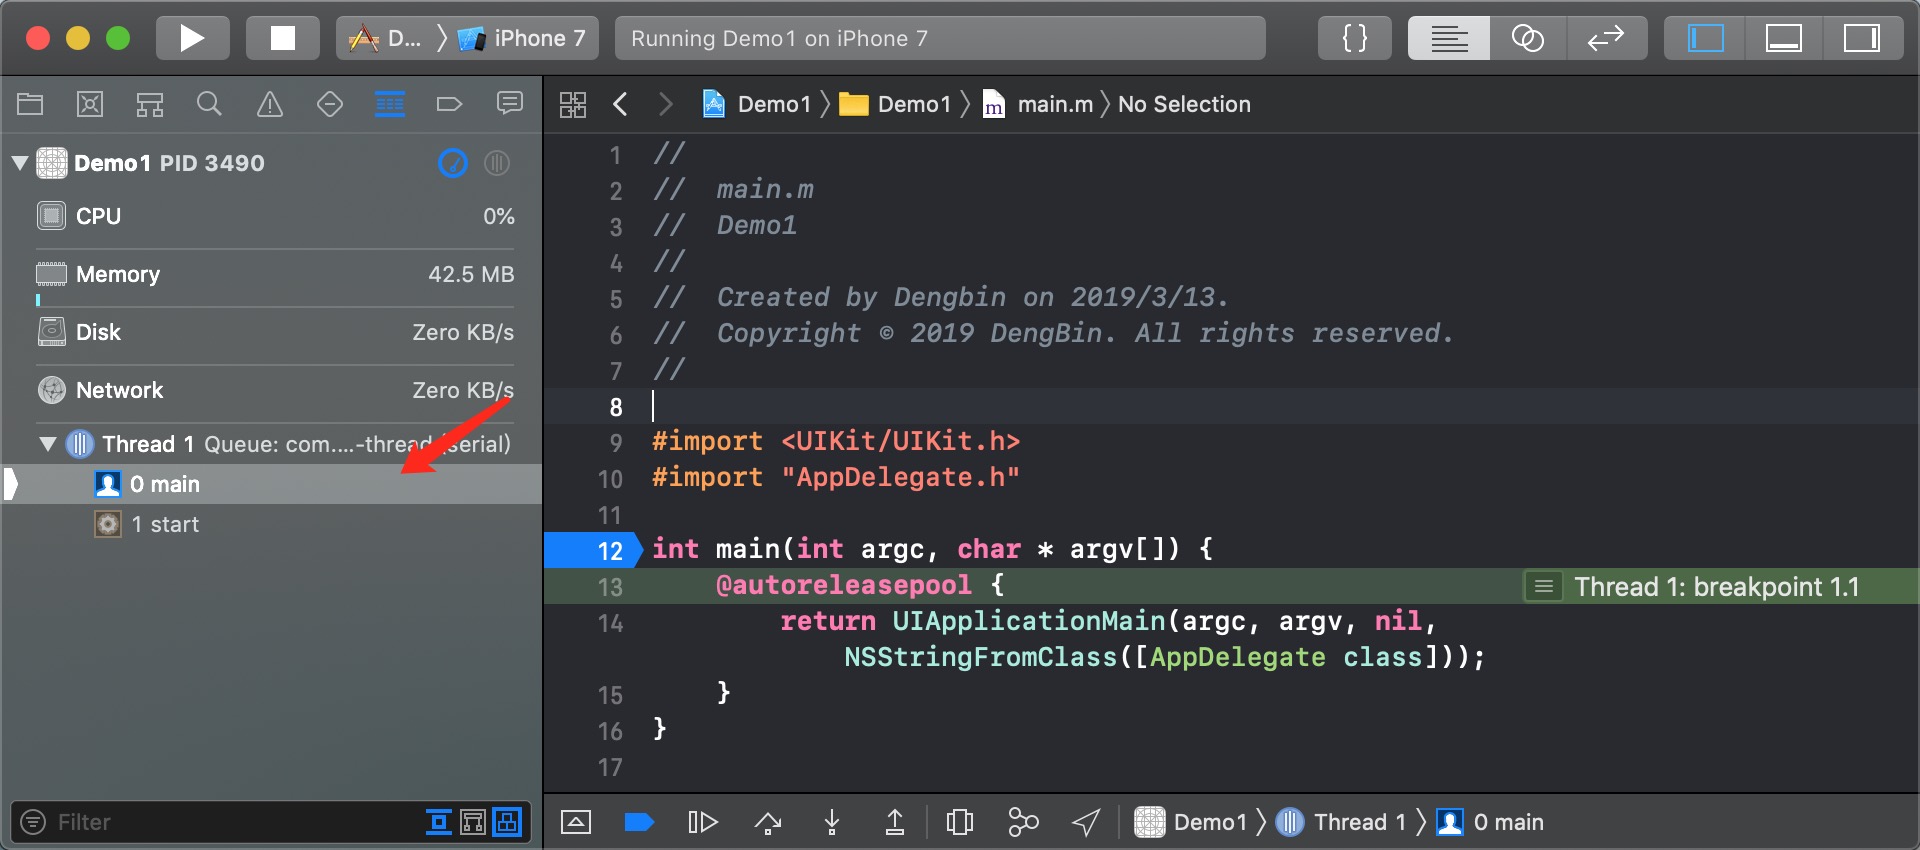 D... 〉 iPhone 7
Running Demo1 on iPhone 7
{ }
Demo1 〉 Demo1 〉 main.m 〉 No Selection
Demo1 PID 3490
CPU 0%
Memory 42.5 MB
Disk Zero KB/s
Network Zero KB/s
Thread 1 Queue: com....-thread (serial)
0 main
1 start
Filter
1 //
2 //  main.m
3 //  Demo1
4 //
5 //  Created by Dengbin on 2019/3/13.
6 //  Copyright © 2019 DengBin. All rights reserved.
7 //
8
9 #import <UIKit/UIKit.h>
10 #import "AppDelegate.h"
11
12 int main(int argc, char * argv[]) {
13     @autoreleasepool {
Thread 1: breakpoint 1.1
14         return UIApplicationMain(argc, argv, nil,
            NSStringFromClass([AppDelegate class]));
15     }
16 }
17
Demo1 〉 Thread 1 〉 0 main